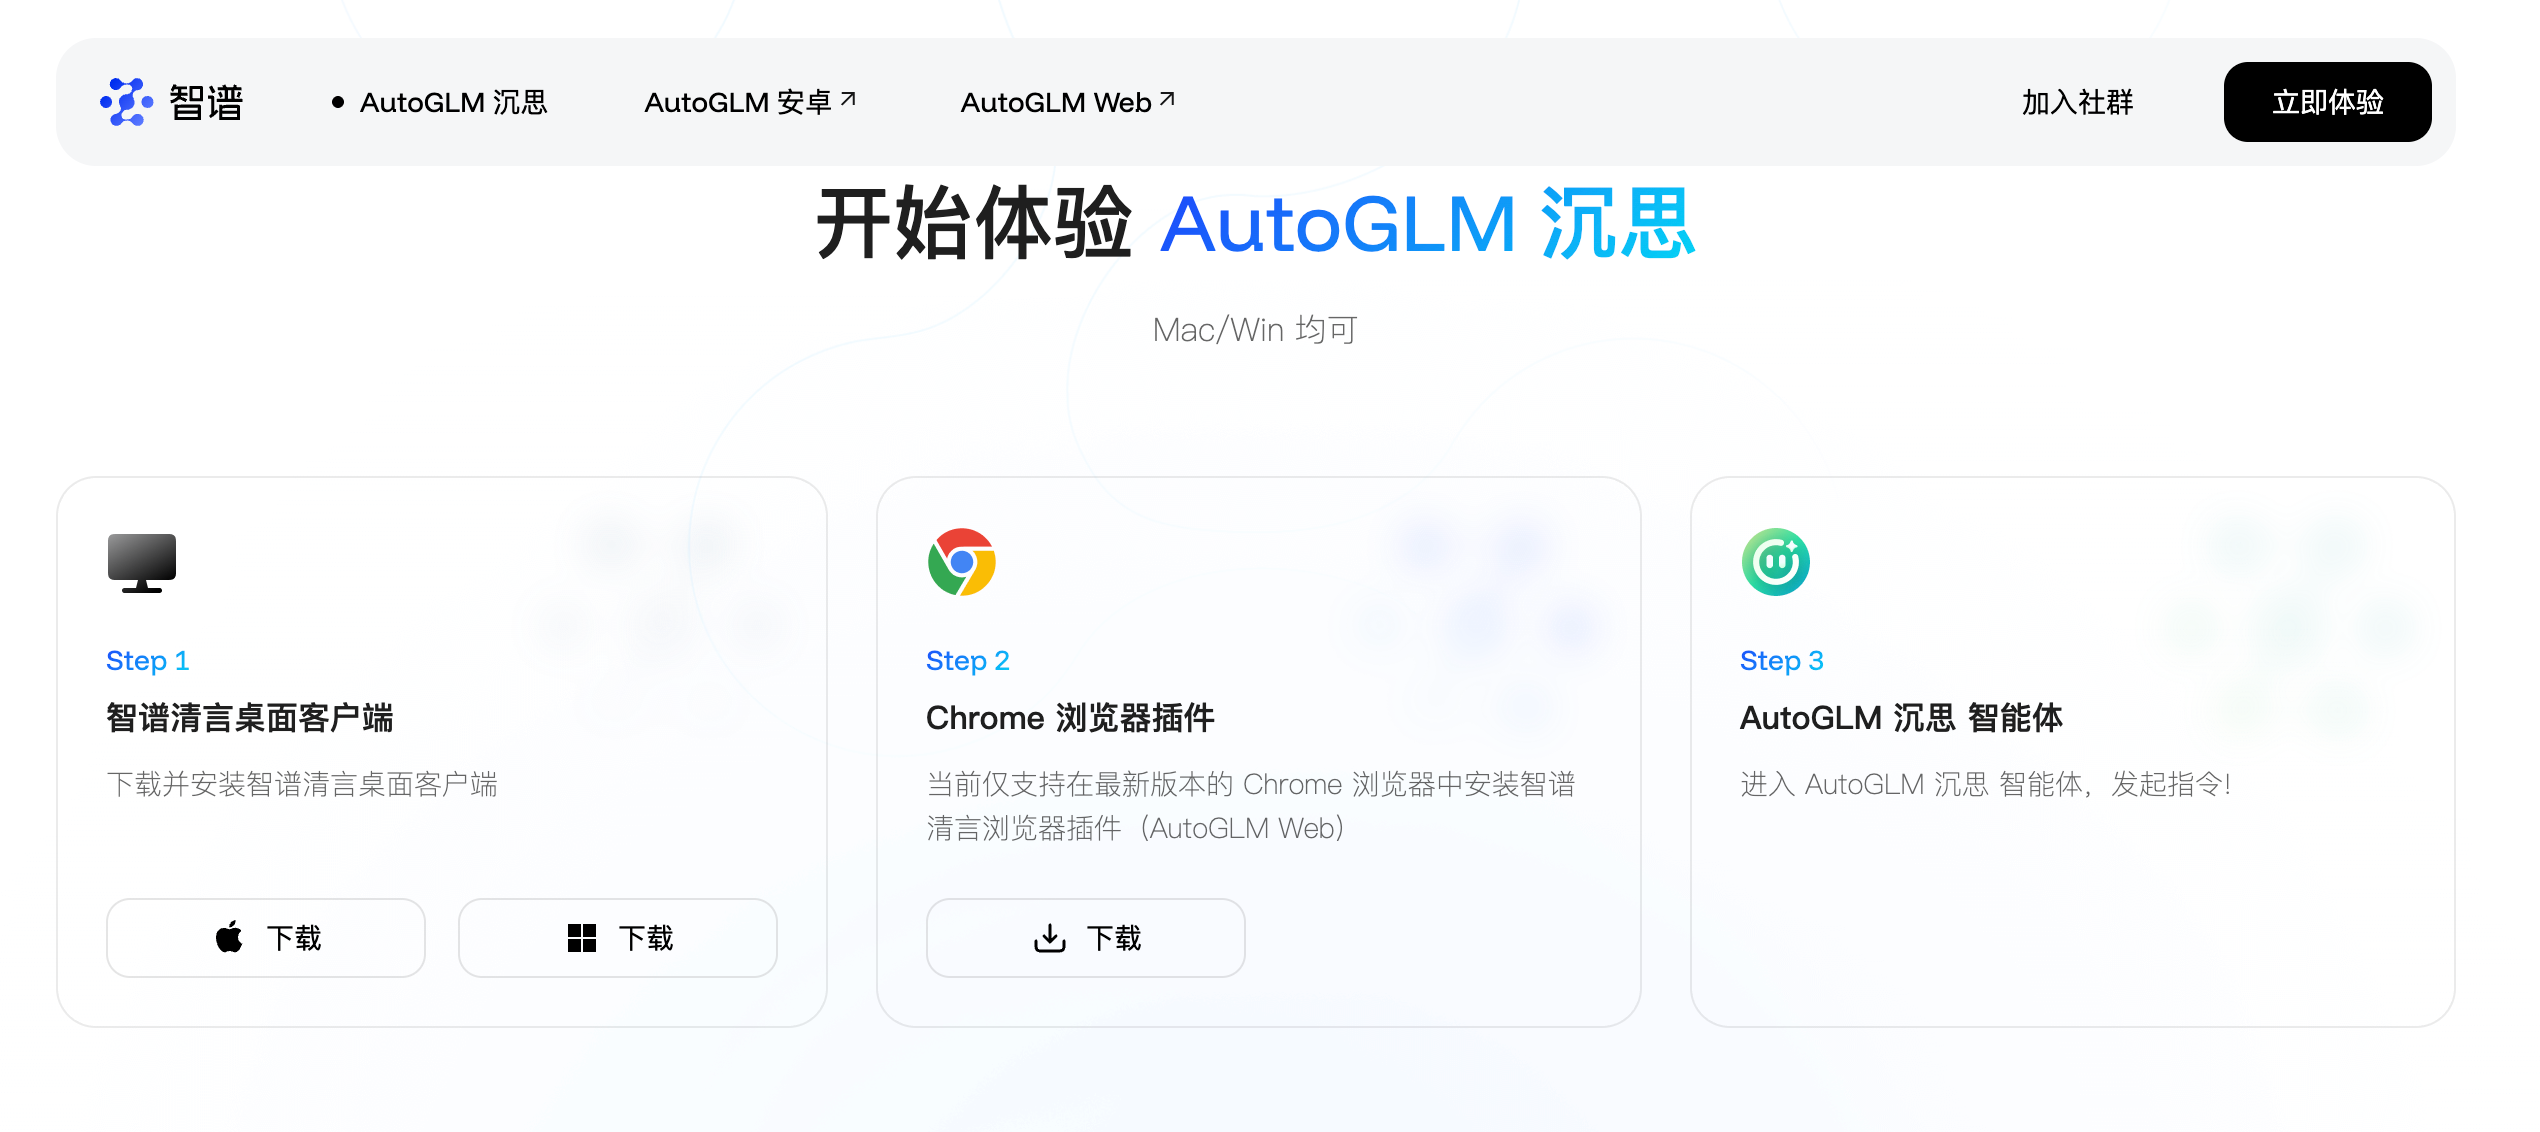 智谱
AutoGLM 沉思
AutoGLM 安卓
AutoGLM Web
加入社群
立即体验
开始体验 AutoGLM 沉思
Mac/Win 均可
Step 1
智谱清言桌面客户端
下载并安装智谱清言桌面客户端
下载
下载
Step 2
Chrome 浏览器插件
当前仅支持在最新版本的 Chrome 浏览器中安装智谱
清言浏览器插件（AutoGLM Web）
下载
Step 3
AutoGLM 沉思 智能体
进入 AutoGLM 沉思 智能体，发起指令!